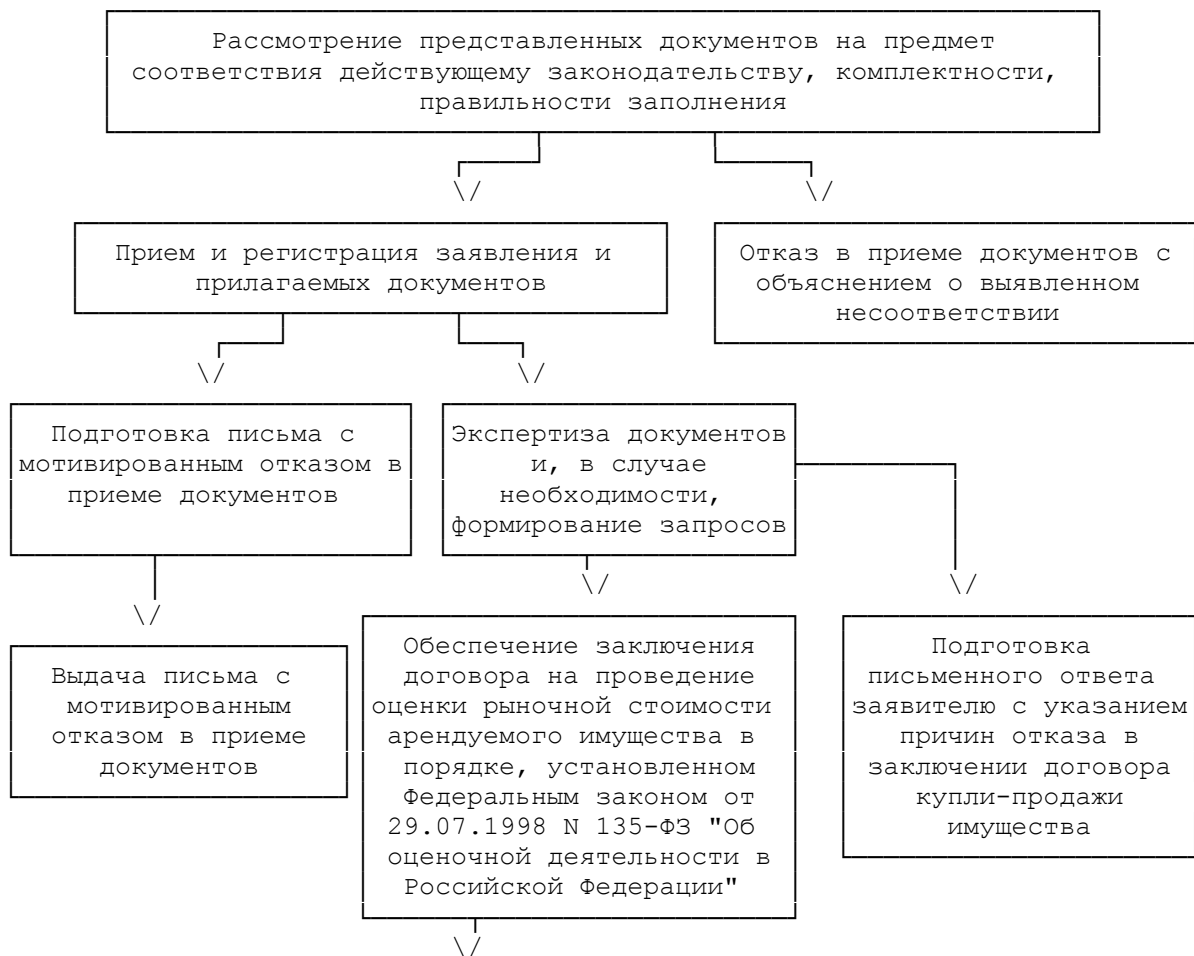 Рассмотрение представленных документов на предмет
соответствия действующему законодательству, комплектности,
правильности заполнения
\/
\/
Прием и регистрация заявления и
прилагаемых документов
Отказ в приеме документов с
объяснением о выявленном
несоответствии
\/
\/
Подготовка письма с
мотивированным отказом в
приеме документов
Экспертиза документов
и, в случае
необходимости,
формирование запросов
\/
\/
\/
Выдача письма с
мотивированным
отказом в приеме
документов
Обеспечение заключения
договора на проведение
оценки рыночной стоимости
арендуемого имущества в
порядке, установленном
Федеральным законом от
29.07.1998 N 135-ФЗ "Об
оценочной деятельности в
Российской Федерации"
Подготовка
письменного ответа
заявителю с указанием
причин отказа в
заключении договора
купли-продажи
имущества
\/